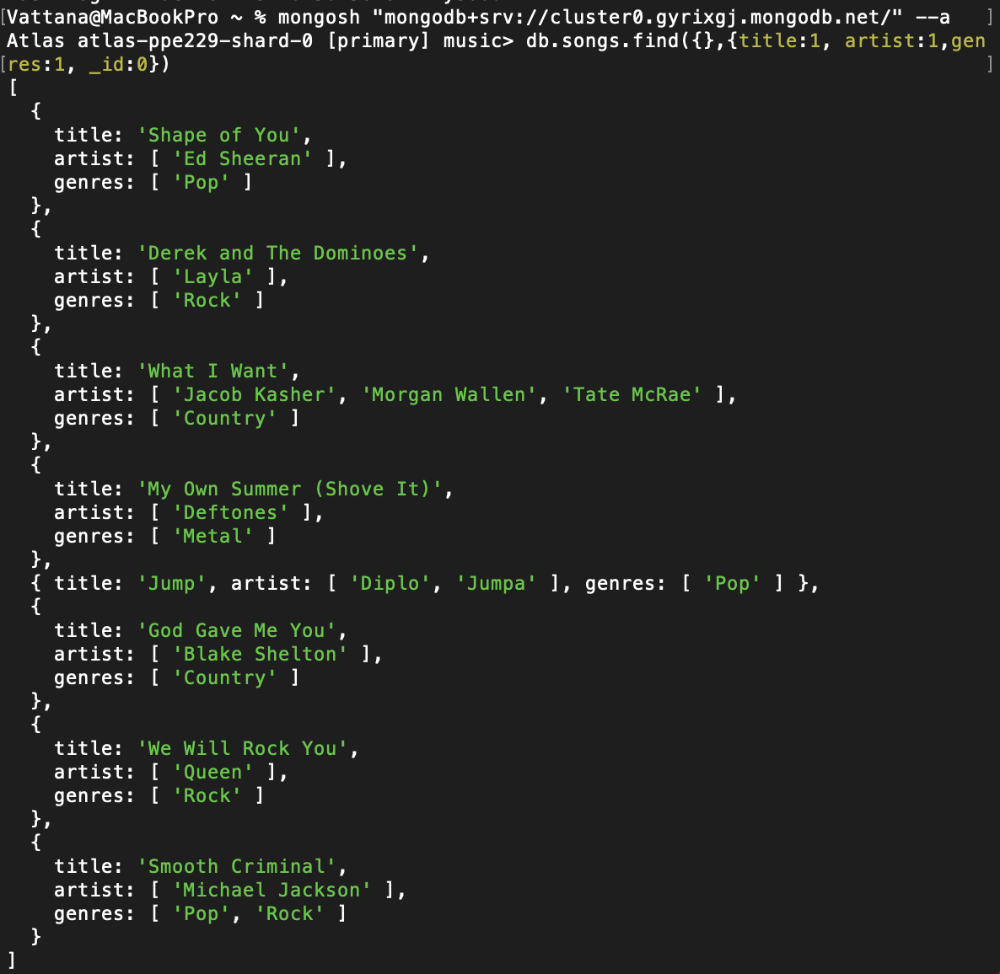 [Vattana@MacBookPro ~ % mongosh "mongodb+srv://cluster0.gyrixgj.mongodb.net/" --a ]
Atlas atlas-ppe229-shard-0 [primary] music> db.songs.find({},{title:1, artist:1,gen
[res:1, _id:0}) ]
[
  {
    title: 'Shape of You',
    artist: [ 'Ed Sheeran' ],
    genres: [ 'Pop' ]
  },
  {
    title: 'Derek and The Dominoes',
    artist: [ 'Layla' ],
    genres: [ 'Rock' ]
  },
  {
    title: 'What I Want',
    artist: [ 'Jacob Kasher', 'Morgan Wallen', 'Tate McRae' ],
    genres: [ 'Country' ]
  },
  {
    title: 'My Own Summer (Shove It)',
    artist: [ 'Deftones' ],
    genres: [ 'Metal' ]
  },
  { title: 'Jump', artist: [ 'Diplo', 'Jumpa' ], genres: [ 'Pop' ] },
  {
    title: 'God Gave Me You',
    artist: [ 'Blake Shelton' ],
    genres: [ 'Country' ]
  },
  {
    title: 'We Will Rock You',
    artist: [ 'Queen' ],
    genres: [ 'Rock' ]
  },
  {
    title: 'Smooth Criminal',
    artist: [ 'Michael Jackson' ],
    genres: [ 'Pop', 'Rock' ]
  }
]